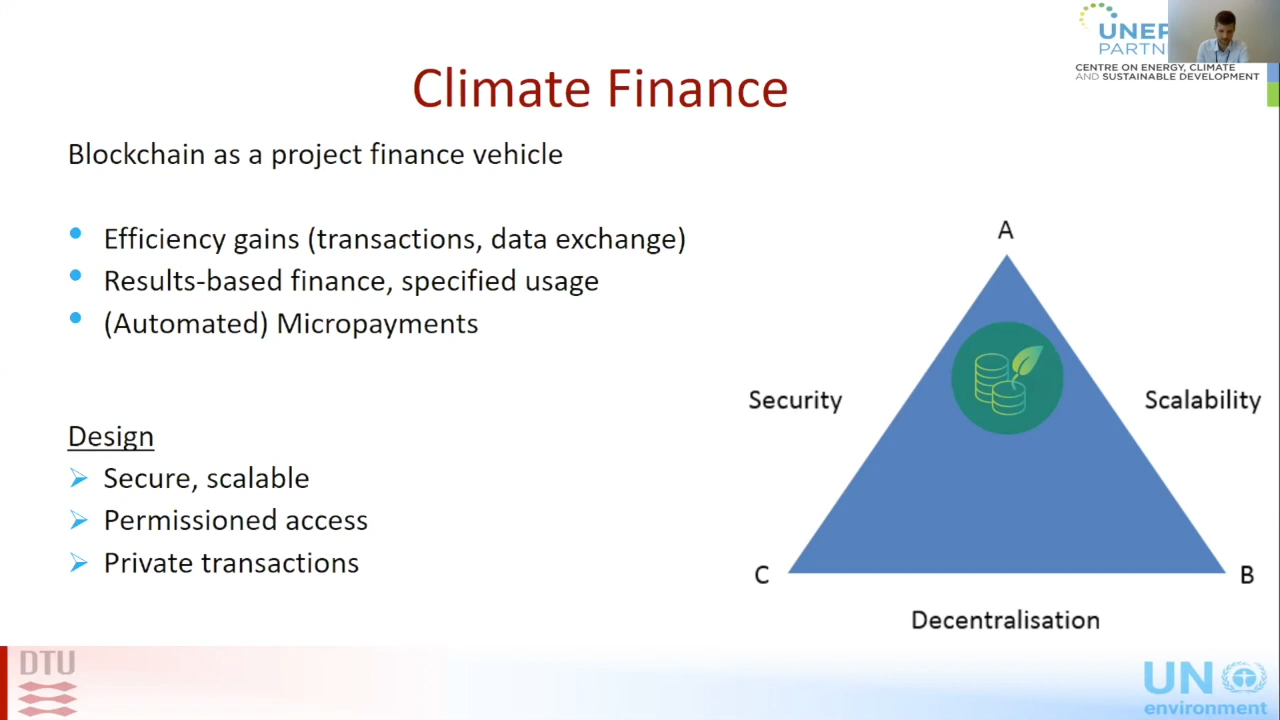 UNEP
PARTN
CENTRE ON ENERGY, CLIMATE
AND SUSTAINABLE DEVELOPMENT
Climate Finance
Blockchain as a project finance vehicle
• Efficiency gains (transactions, data exchange)
• Results-based finance, specified usage
• (Automated) Micropayments
Design
➢ Secure, scalable
➢ Permissioned access
➢ Private transactions
A
Security
Scalability
C
B
Decentralisation
DTU
UN
environment